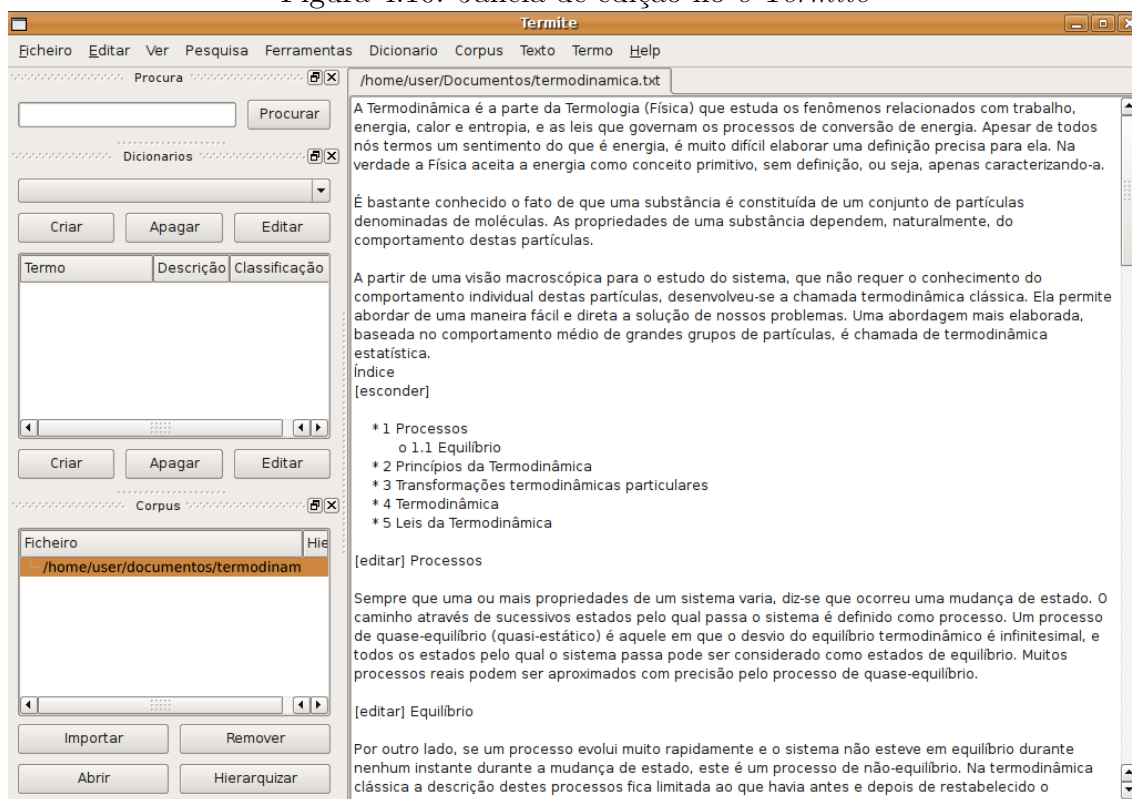 Figura 4.10: Janela de edição no o Termite
Termite
Ficheiro Editar Ver Pesquisa Ferramentas Dicionario Corpus Texto Termo Help
Procura
Procurar
Dicionarios
Criar Apagar Editar
Termo Descrição Classificação
Criar Apagar Editar
Corpus
Ficheiro Hie
/home/user/documentos/termodinam
Importar Remover
Abrir Hierarquizar
/home/user/Documentos/termodinamica.txt
A Termodinâmica é a parte da Termologia (Física) que estuda os fenômenos relacionados com trabalho,
energia, calor e entropia, e as leis que governam os processos de conversão de energia. Apesar de todos
nós termos um sentimento do que é energia, é muito difícil elaborar uma definição precisa para ela. Na
verdade a Física aceita a energia como conceito primitivo, sem definição, ou seja, apenas caracterizando-a.
É bastante conhecido o fato de que uma substância é constituída de um conjunto de partículas
denominadas de moléculas. As propriedades de uma substância dependem, naturalmente, do
comportamento destas partículas.
A partir de uma visão macroscópica para o estudo do sistema, que não requer o conhecimento do
comportamento individual destas partículas, desenvolveu-se a chamada termodinâmica clássica. Ela permite
abordar de uma maneira fácil e direta a solução de nossos problemas. Uma abordagem mais elaborada,
baseada no comportamento médio de grandes grupos de partículas, é chamada de termodinâmica
estatística.
Índice
[esconder]
* 1 Processos
o 1.1 Equilíbrio
* 2 Princípios da Termodinâmica
* 3 Transformações termodinâmicas particulares
* 4 Termodinâmica
* 5 Leis da Termodinâmica
[editar] Processos
Sempre que uma ou mais propriedades de um sistema varia, diz-se que ocorreu uma mudança de estado. O
caminho através de sucessivos estados pelo qual passa o sistema é definido como processo. Um processo
de quase-equilíbrio (quasi-estático) é aquele em que o desvio do equilíbrio termodinâmico é infinitesimal, e
todos os estados pelo qual o sistema passa pode ser considerado como estados de equilíbrio. Muitos
processos reais podem ser aproximados com precisão pelo processo de quase-equilíbrio.
[editar] Equilíbrio
Por outro lado, se um processo evolui muito rapidamente e o sistema não esteve em equilíbrio durante
nenhum instante durante a mudança de estado, este é um processo de não-equilíbrio. Na termodinâmica
clássica a descrição destes processos fica limitada ao que havia antes e depois de restabelecido o